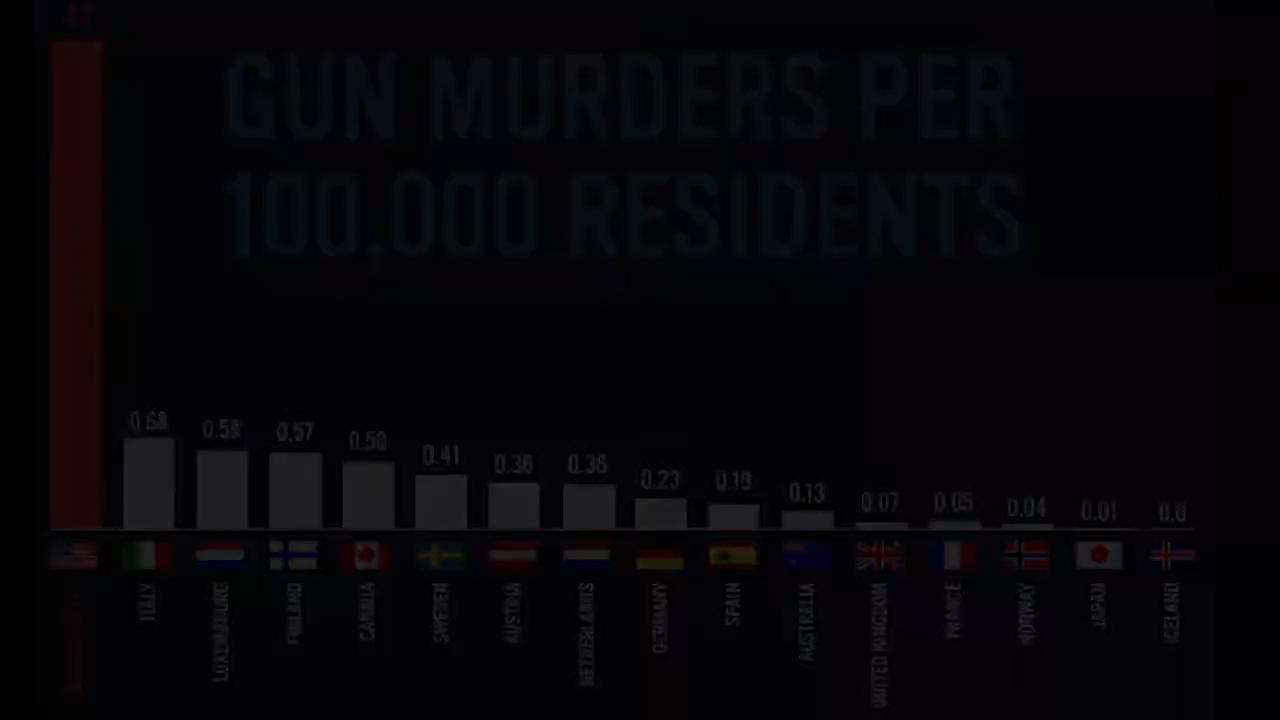 GUN MURDERS PER
100,000 RESIDENTS
0.68
0.58
0.57
0.50
0.41
0.36
0.36
0.23
0.19
0.13
0.07
0.05
0.04
0.01
0.0
ITALY
LUXEMBOURG
FINLAND
CANADA
SWEDEN
AUSTRIA
NETHERLANDS
GERMANY
SPAIN
AUSTRALIA
UNITED KINGDOM
FRANCE
NORWAY
JAPAN
ICELAND